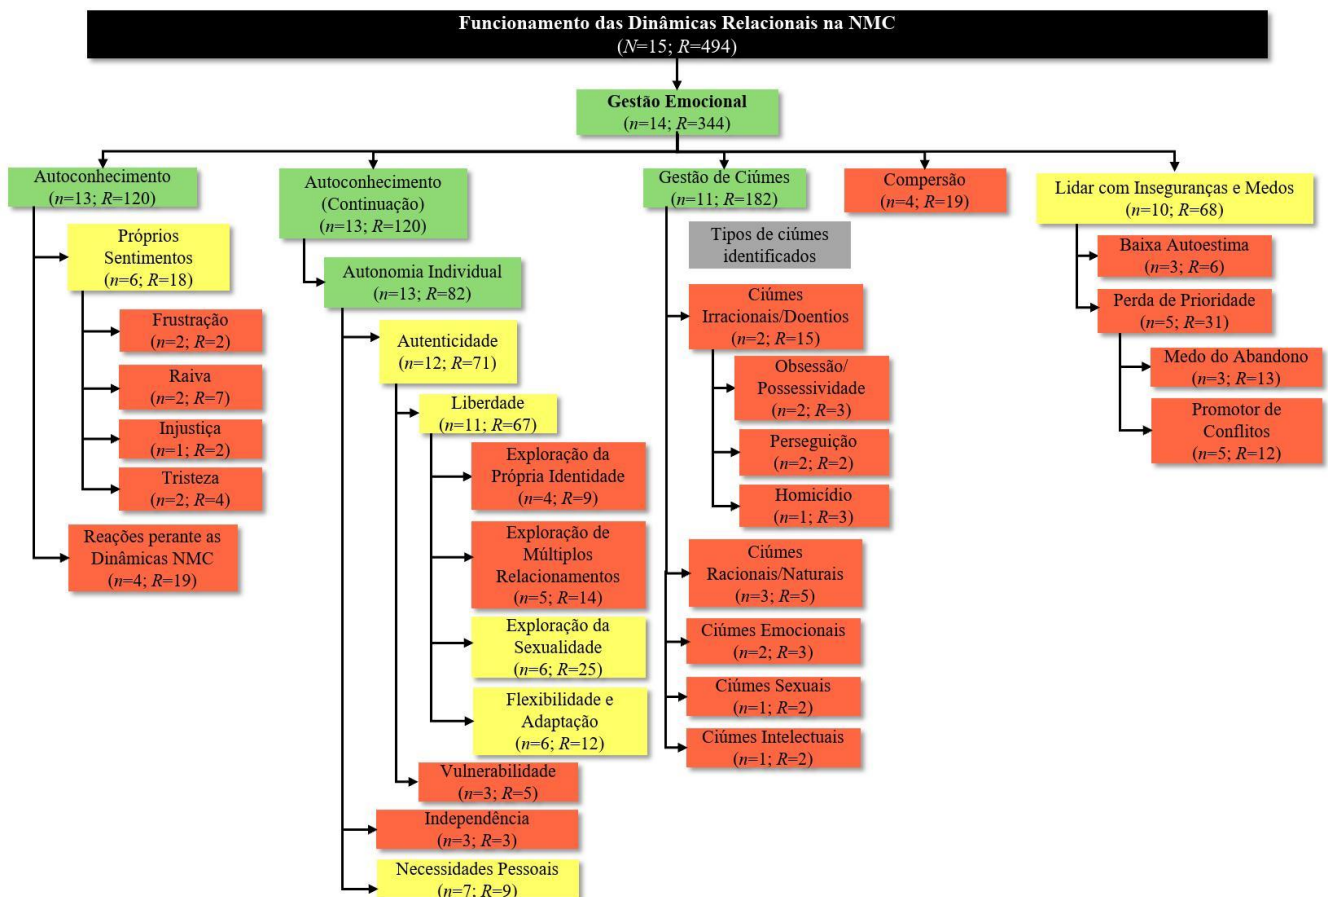 Funcionamento das Dinâmicas Relacionais na NMC
(N=15; R=494)
Gestão Emocional
(n=14; R=344)
Autoconhecimento
(n=13; R=120)
Próprios
Sentimentos
(n=6; R=18)
Frustração
(n=2; R=2)
Raiva
(n=2; R=7)
Injustiça
(n=1; R=2)
Tristeza
(n=2; R=4)
Reações perante as
Dinâmicas NMC
(n=4; R=19)
Autoconhecimento
(Continuação)
(n=13; R=120)
Autonomia Individual
(n=13; R=82)
Autenticidade
(n=12; R=71)
Liberdade
(n=11; R=67)
Exploração da
Própria Identidade
(n=4; R=9)
Exploração de
Múltiplos
Relacionamentos
(n=5; R=14)
Exploração da
Sexualidade
(n=6; R=25)
Flexibilidade e
Adaptação
(n=6; R=12)
Vulnerabilidade
(n=3; R=5)
Independência
(n=3; R=3)
Necessidades Pessoais
(n=7; R=9)
Gestão de Ciúmes
(n=11; R=182)
Tipos de ciúmes
identificados
Ciúmes
Irracionais/Doentios
(n=2; R=15)
Obsessão/
Possessividade
(n=2; R=3)
Perseguição
(n=2; R=2)
Homicídio
(n=1; R=3)
Ciúmes
Racionais/Naturais
(n=3; R=5)
Ciúmes Emocionais
(n=2; R=3)
Ciúmes Sexuais
(n=1; R=2)
Ciúmes Intelectuais
(n=1; R=2)
Compersão
(n=4; R=19)
Lidar com Inseguranças e Medos
(n=10; R=68)
Baixa Autoestima
(n=3; R=6)
Perda de Prioridade
(n=5; R=31)
Medo do Abandono
(n=3; R=13)
Promotor de
Conflitos
(n=5; R=12)